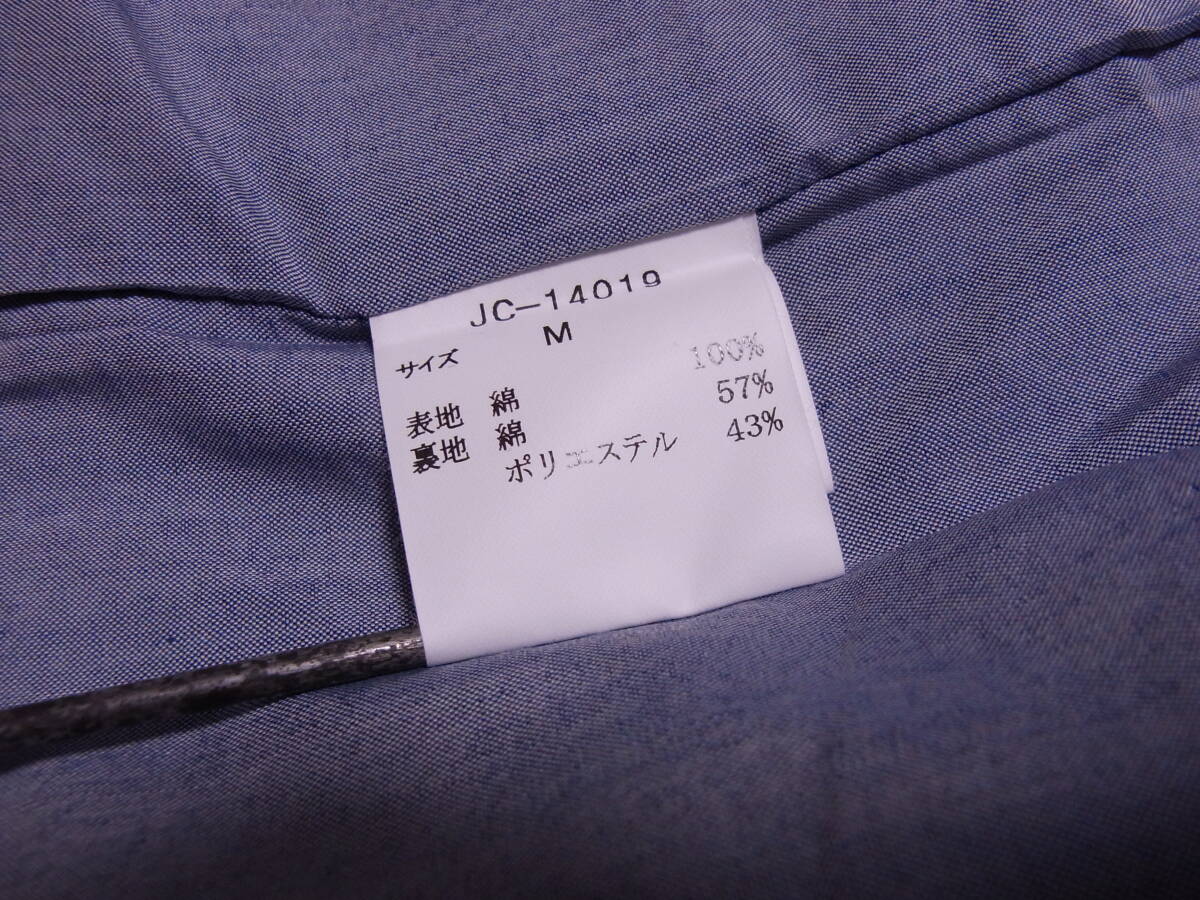 JC-14019
サイズ M
表地 綿 100%
裏地 綿 57%
ポリエステル 43%